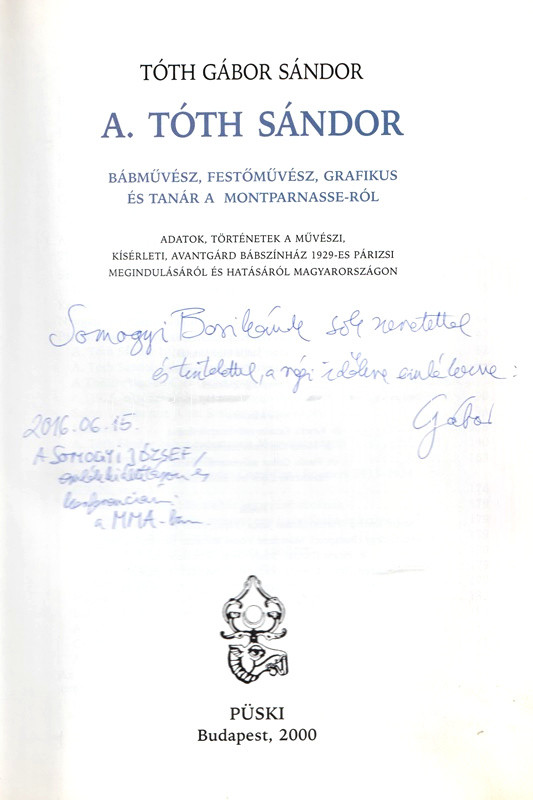 TÓTH GÁBOR SÁNDOR
A. TÓTH SÁNDOR
BÁBMŰVÉSZ, FESTŐMŰVÉSZ, GRAFIKUS
ÉS TANÁR A MONTPARNASSE-RÓL
ADATOK, TÖRTÉNETEK A MŰVÉSZI,
KÍSÉRLETI, AVANTGÁRD BÁBSZÍNHÁZ 1929-ES PÁRIZSI
MEGINDULÁSÁRÓL ÉS HATÁSÁRÓL MAGYARORSZÁGON
Somogyi Borikának sok szeretettel
és tisztelettel, a régi időkre emlékezve:
Gábor
2016.06.15.
A SOMOGYI JÓZSEF
emlékkiállításon és
konferencián:
a MMA-ban.
PÜSKI
Budapest, 2000